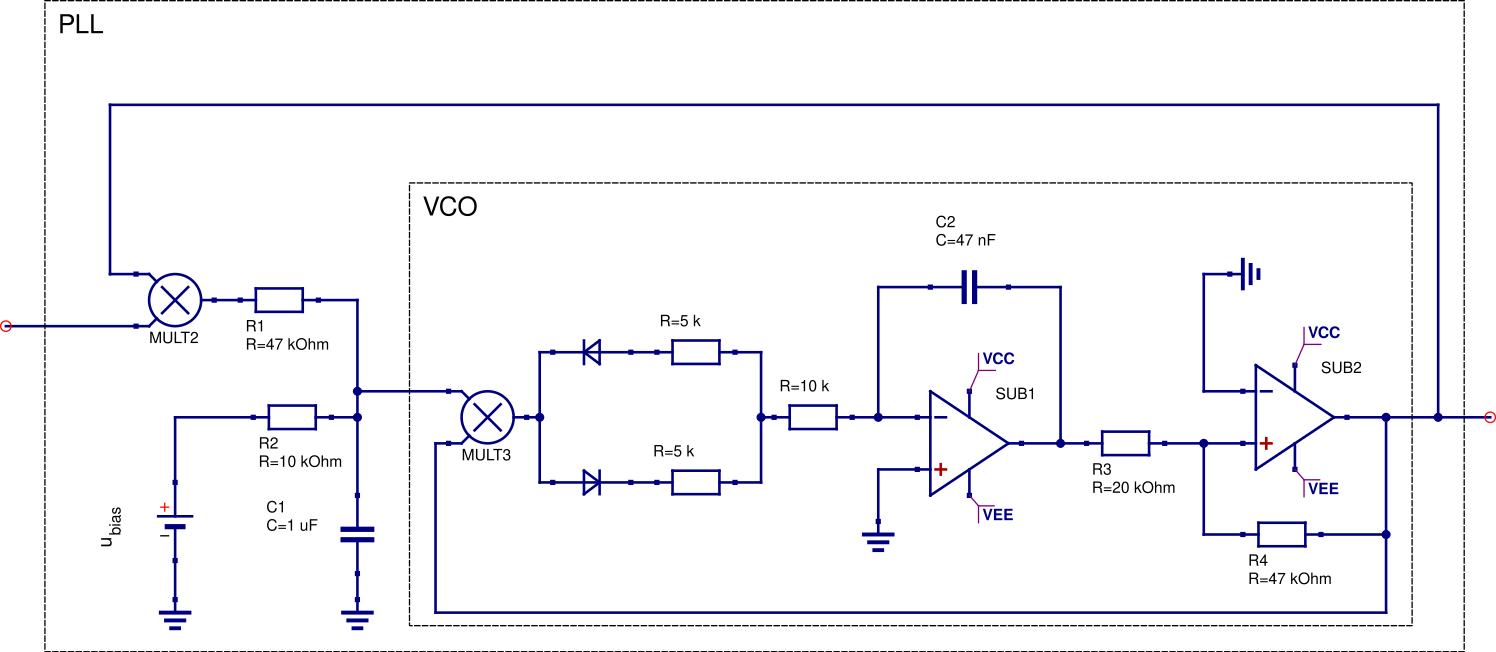 PLL
VCO
C2
C=47 nF
MULT2
R1
R=47 kOhm
R=5 k
VCC
SUB1
VCC
SUB2
R=10 k
−
−
R2
R=10 kOhm
MULT3
R=5 k
+
+
R3
R=20 kOhm
VEE
VEE
u bias
+
−
C1
C=1 uF
R4
R=47 kOhm